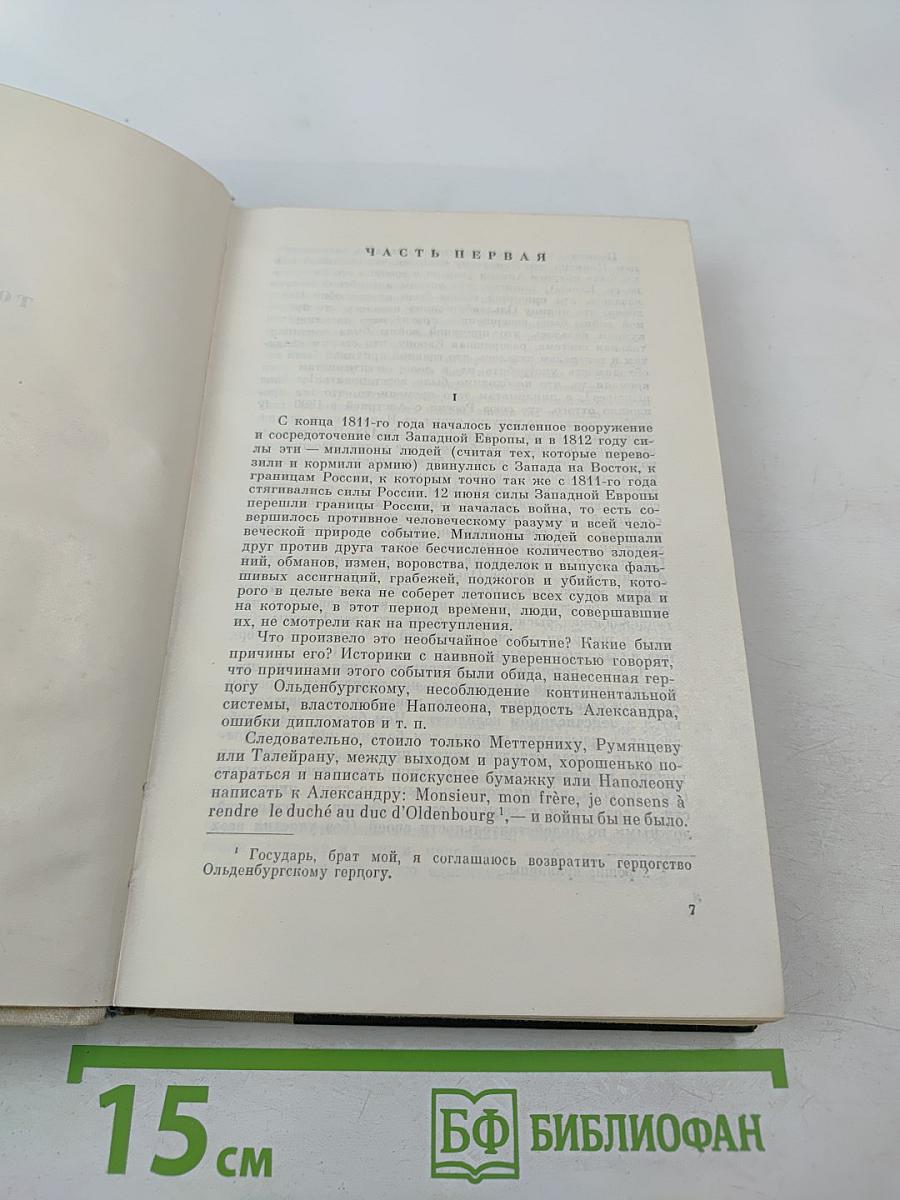 ЧАСТЬ ПЕРВАЯ
I
С конца 1811-го года началось усиленное вооружение
и сосредоточение сил Западной Европы, и в 1812 году си-
лы эти — миллионы людей (считая тех, которые перево-
зили и кормили армию) двинулись с Запада на Восток, к
границам России, к которым точно так же с 1811-го года
стягивались силы России. 12 июня силы Западной Европы
перешли границы России, и началась война, то есть со-
вершилось противное человеческому разуму и всей чело-
веческой природе событие. Миллионы людей совершали
друг против друга такое бесчисленное количество злодея-
ний, обманов, измен, воровства, подделок и выпуска фаль-
шивых ассигнаций, грабежей, поджогов и убийств, кото-
рого в целые века не соберет летопись всех судов мира и
на которые, в этот период времени, люди, совершавшие
их, не смотрели как на преступления.
Что произвело это необычайное событие? Какие были
причины его? Историки с наивной уверенностью говорят,
что причинами этого события были обида, нанесенная гер-
цогу Ольденбургскому, несоблюдение континентальной
системы, властолюбие Наполеона, твердость Александра,
ошибки дипломатов и т. п.
Следовательно, стоило только Меттерниху, Румянцеву
или Талейрану, между выходом и раутом, хорошенько по-
стараться и написать поискуснее бумажку или Наполеону
написать к Александру: Monsieur, mon frère, je consens à
rendre le duché au duc d'Oldenbourg ¹,— и войны бы не было.
¹ Государь, брат мой, я соглашаюсь возвратить герцогство
Ольденбургскому герцогу.
7
15 см
БФ БИБЛИОФАН